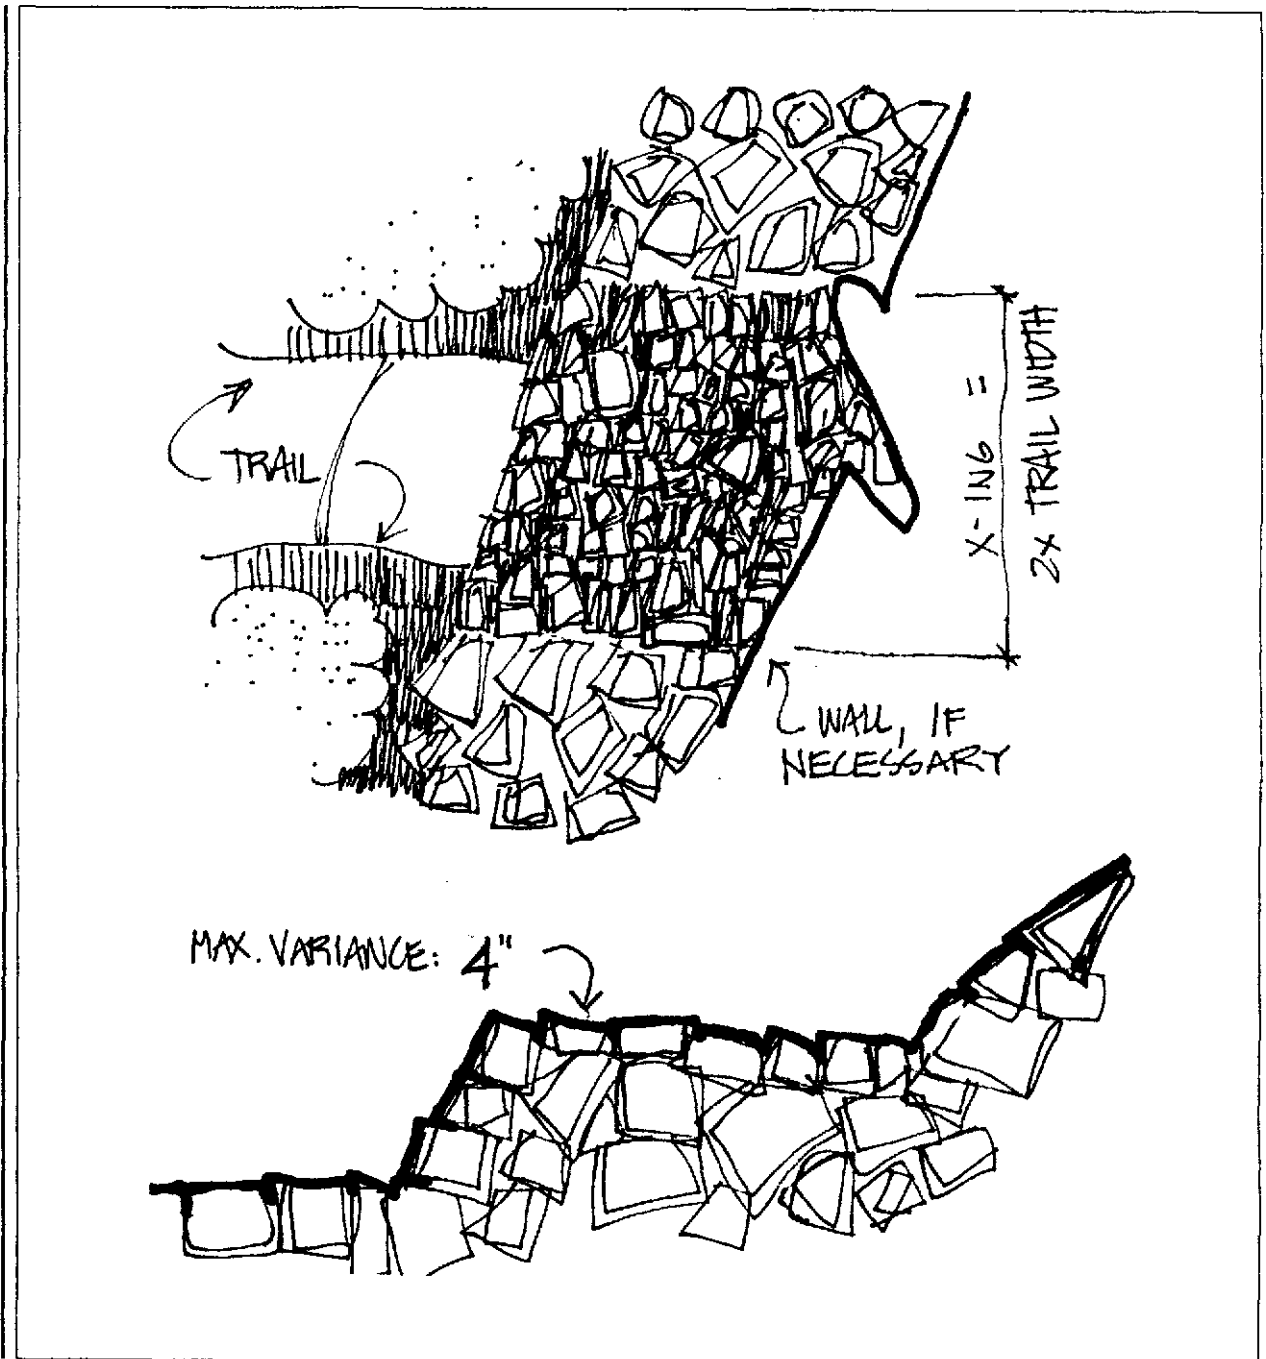 TRAIL
X-ING =
2X TRAIL WIDTH
WALL, IF
NECESSARY
MAX. VARIANCE: 4"